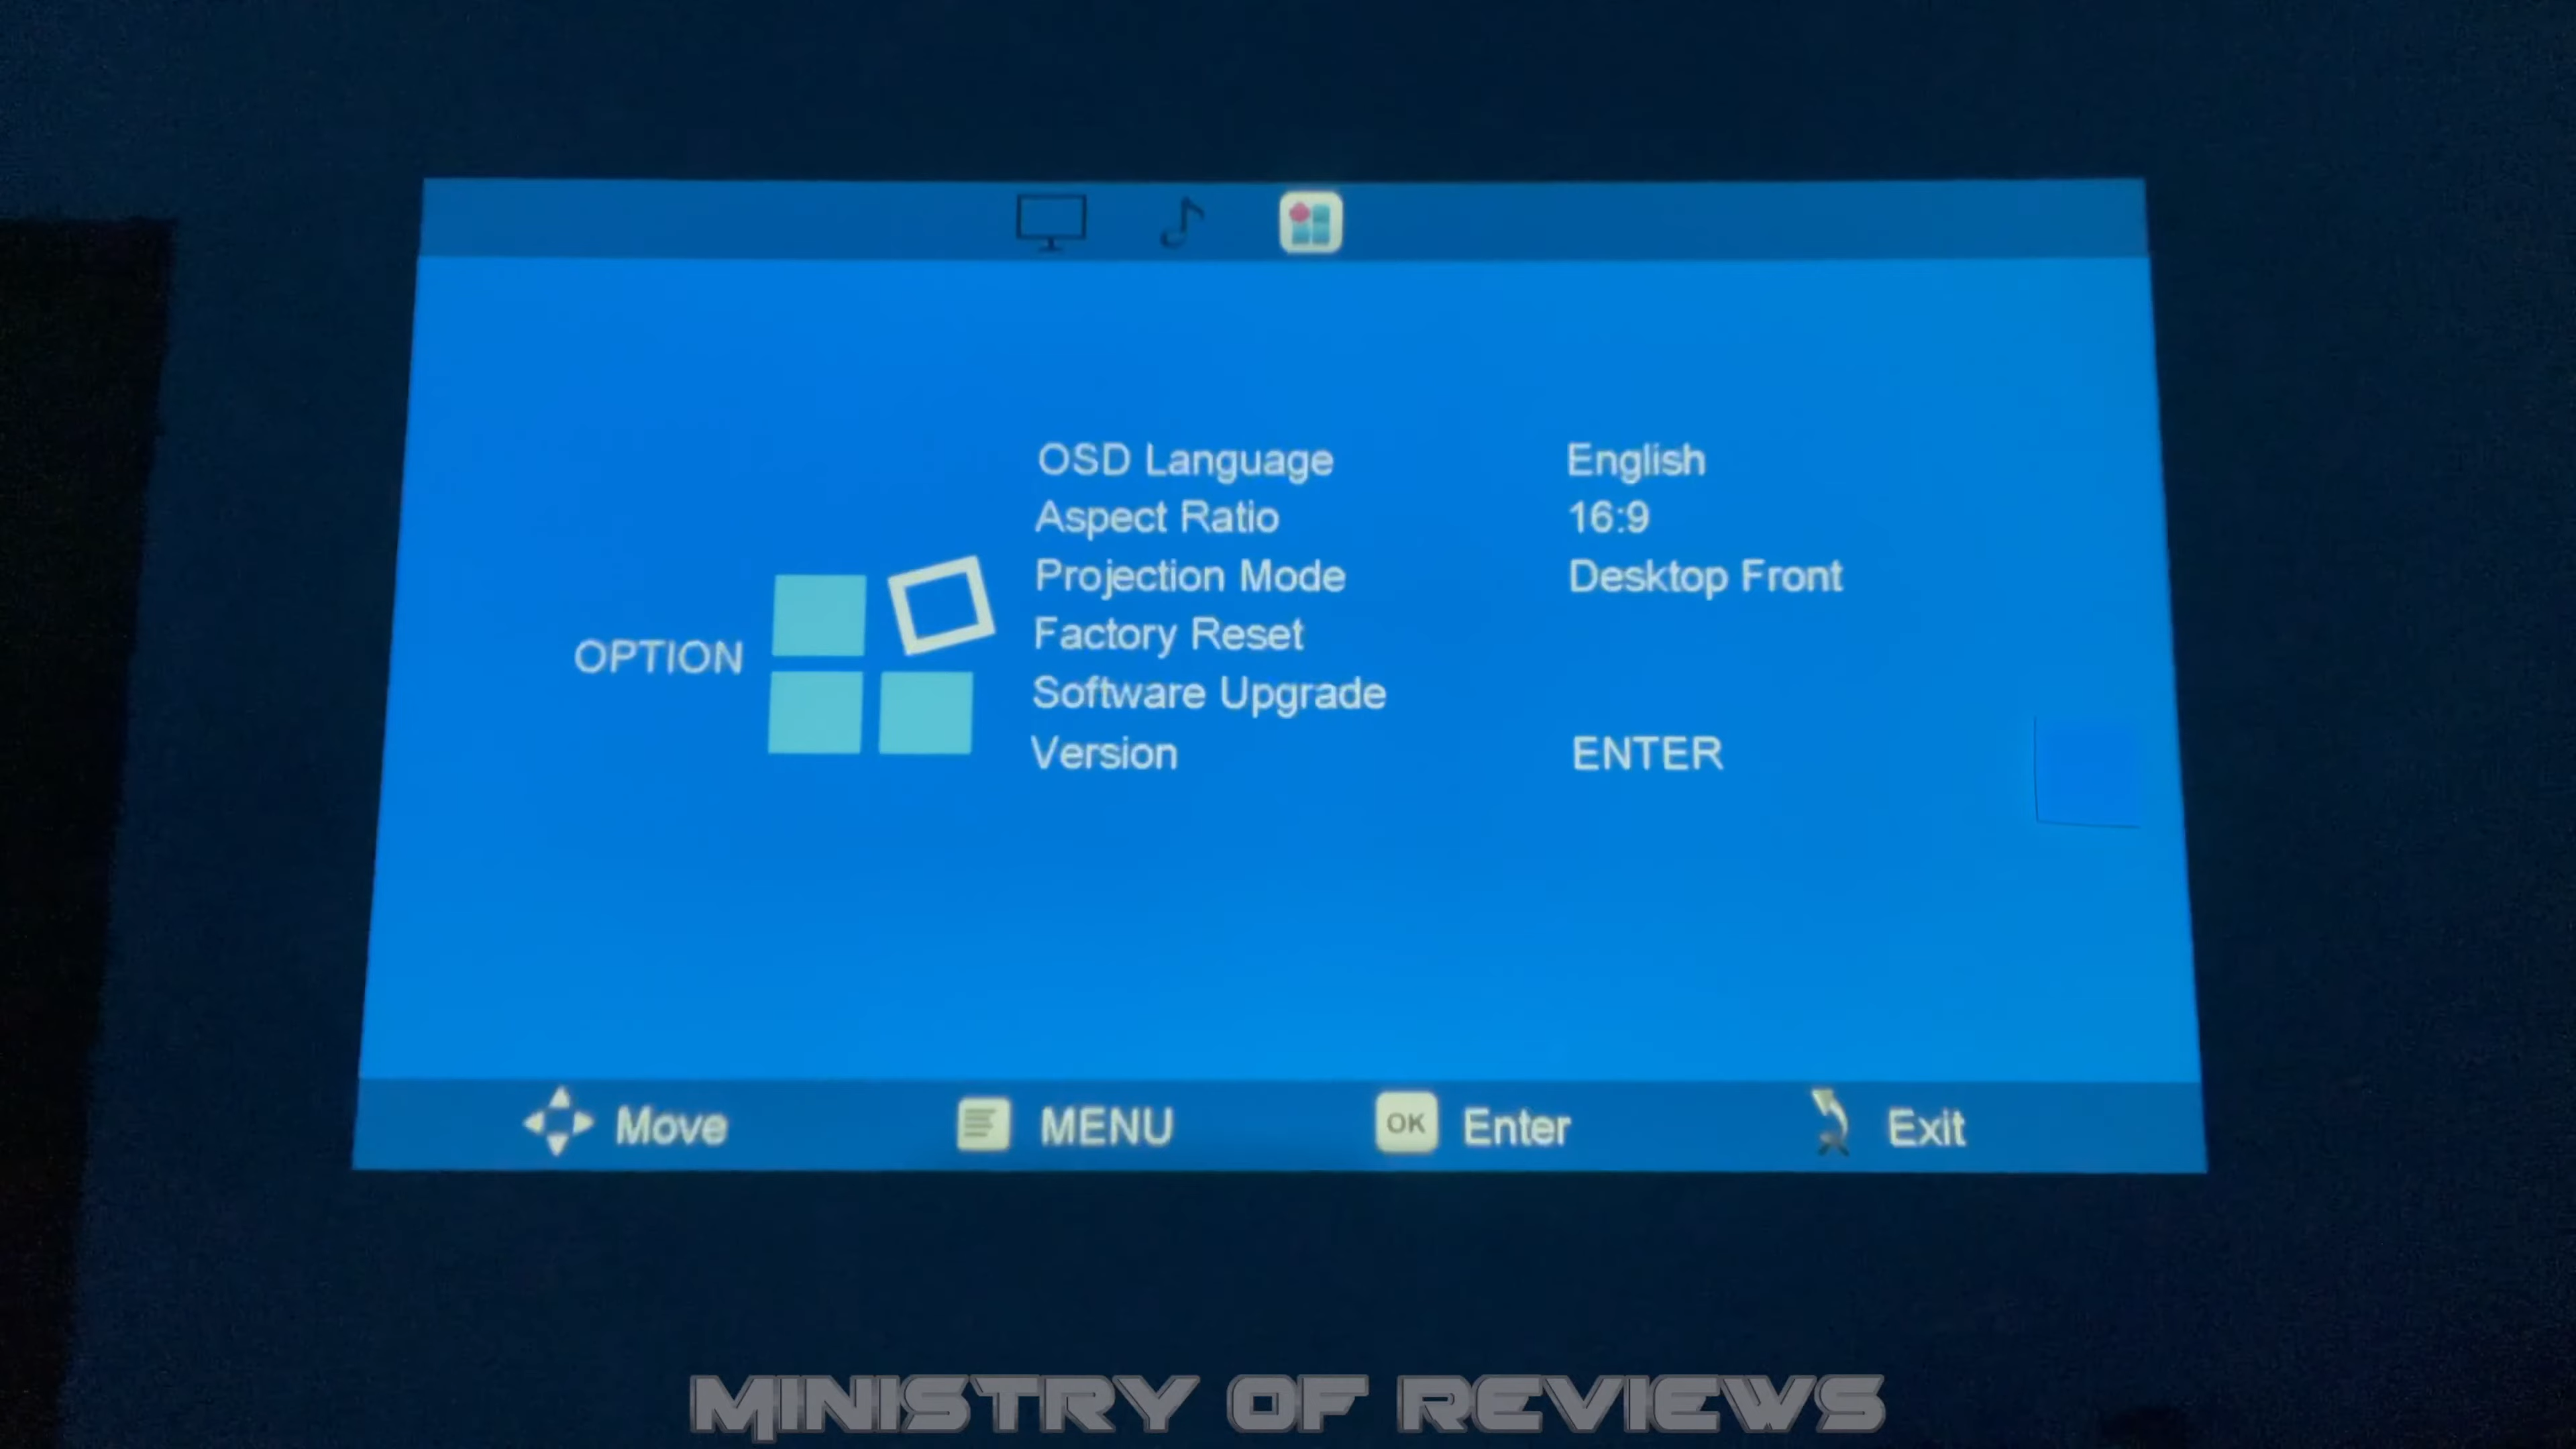 OSD Language English
Aspect Ratio 16:9
Projection Mode Desktop Front
Factory Reset
OPTION
Software Upgrade
Version ENTER
Move MENU OK Enter Exit
MINISTRY OF REVIEWS